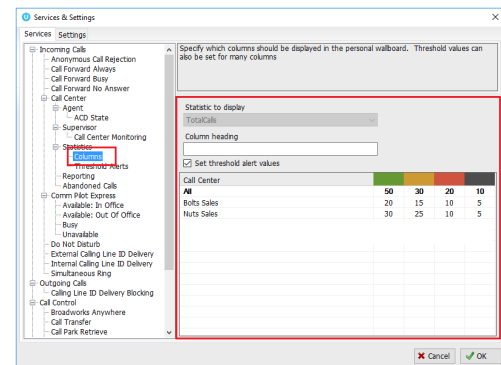 Services & Settings
Services Settings
Incoming Calls
Anonymous Call Rejection
Call Forward Always
Call Forward Busy
Call Forward No Answer
Call Center
Agent
ACD State
Supervisor
Call Center Monitoring
Statistics
Columns
Threshold Alerts
Reporting
Abandoned Calls
Comm Pilot Express
Available: In Office
Available: Out Of Office
Busy
Unavailable
Do Not Disturb
External Calling Line ID Delivery
Internal Calling Line ID Delivery
Simultaneous Ring
Outgoing Calls
Calling Line ID Delivery Blocking
Call Control
Broadworks Anywhere
Call Transfer
Call Park Retrieve
Specify which columns should be displayed in the personal wallboard. Threshold values can
also be set for many columns
Statistic to display
TotalCalls
Column heading
Set threshold alert values
Call Center
All 50 30 20 10
Bolts Sales 20 15 10 5
Nuts Sales 30 25 10 5
Cancel OK